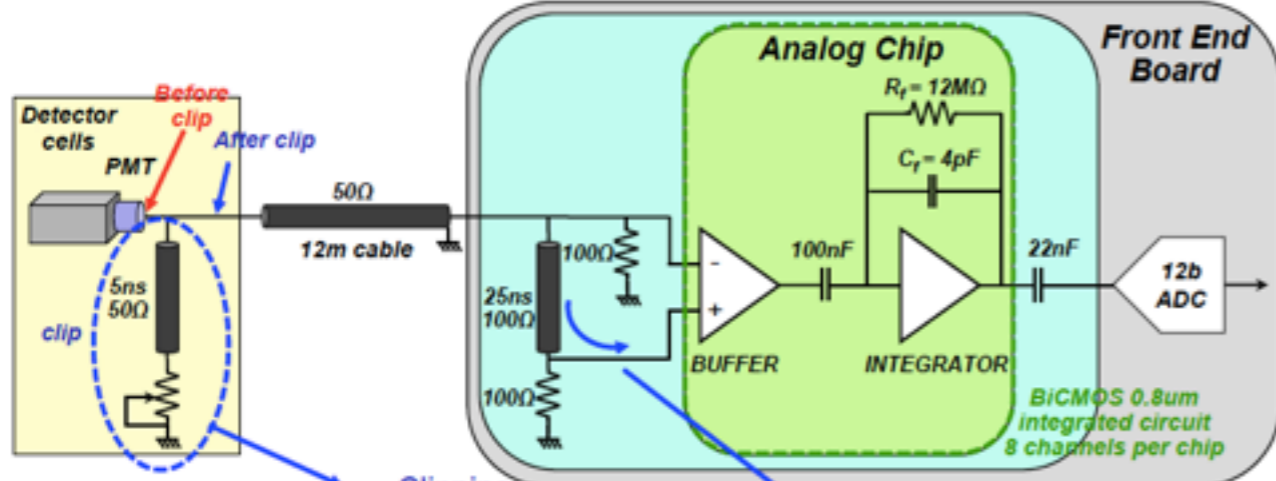 Analog Chip
Front End
Board
Before
clip
Detector
cells
After clip
PMT
R_f = 12MΩ
C_f = 4pF
50Ω
12m cable
100Ω
100nF
22nF
12b
ADC
5ns
50Ω
25ns
100Ω
clip
-
+
BUFFER
INTEGRATOR
100Ω
BiCMOS 0.8um
integrated circuit
8 channels per chip